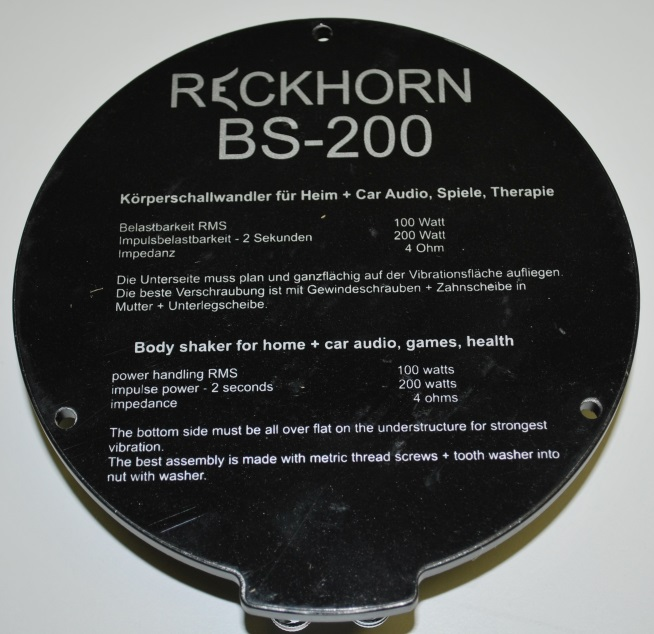 RECKHORN
BS-200
Körperschallwandler für Heim + Car Audio, Spiele, Therapie
Belastbarkeit RMS 100 Watt
Impulsbelastbarkeit - 2 Sekunden 200 Watt
Impedanz 4 Ohm
Die Unterseite muss plan und ganzflächig auf der Vibrationsfläche aufliegen.
Die beste Verschraubung ist mit Gewindeschrauben + Zahnscheibe in
Mutter + Unterlegscheibe.
Body shaker for home + car audio, games, health
power handling RMS 100 watts
impulse power - 2 seconds 200 watts
impedance 4 ohms
The bottom side must be all over flat on the understructure for strongest
vibration.
The best assembly is made with metric thread screws + tooth washer into
nut with washer.